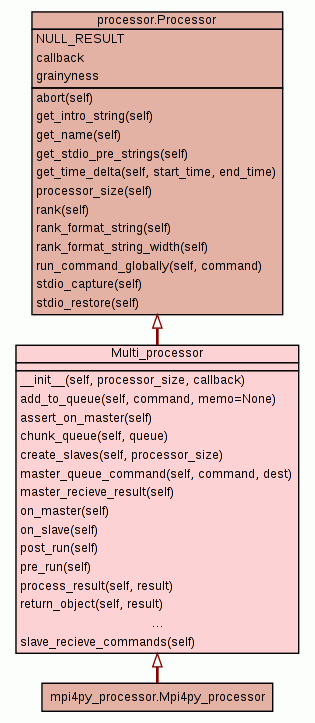 processor.Processor
NULL_RESULT
callback
grainyness
abort(self)
get_intro_string(self)
get_name(self)
get_stdio_pre_strings(self)
get_time_delta(self, start_time, end_time)
processor_size(self)
rank(self)
rank_format_string(self)
rank_format_string_width(self)
run_command_globally(self, command)
stdio_capture(self)
stdio_restore(self)
Multi_processor
__init__(self, processor_size, callback)
add_to_queue(self, command, memo=None)
assert_on_master(self)
chunk_queue(self, queue)
create_slaves(self, processor_size)
master_queue_command(self, command, dest)
master_recieve_result(self)
on_master(self)
on_slave(self)
post_run(self)
pre_run(self)
process_result(self, result)
return_object(self, result)
...
slave_recieve_commands(self)
mpi4py_processor.Mpi4py_processor